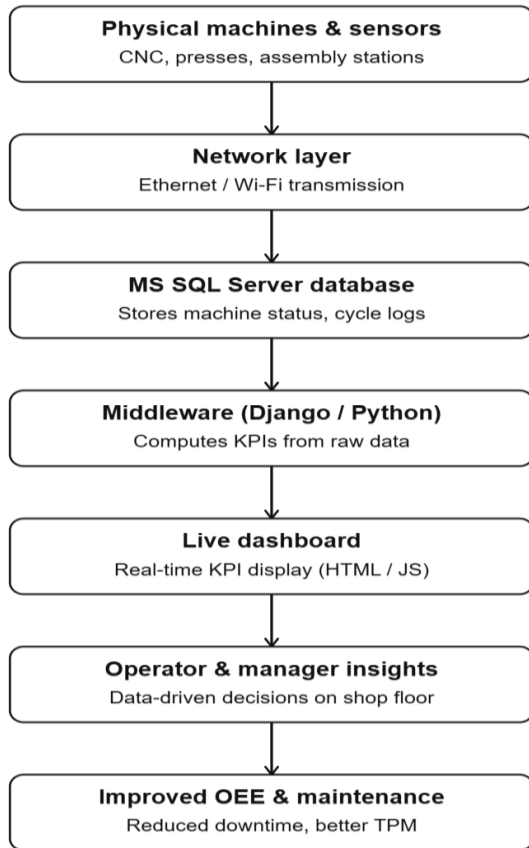 Physical machines & sensors
CNC, presses, assembly stations
Network layer
Ethernet / Wi-Fi transmission
MS SQL Server database
Stores machine status, cycle logs
Middleware (Django / Python)
Computes KPIs from raw data
Live dashboard
Real-time KPI display (HTML / JS)
Operator & manager insights
Data-driven decisions on shop floor
Improved OEE & maintenance
Reduced downtime, better TPM